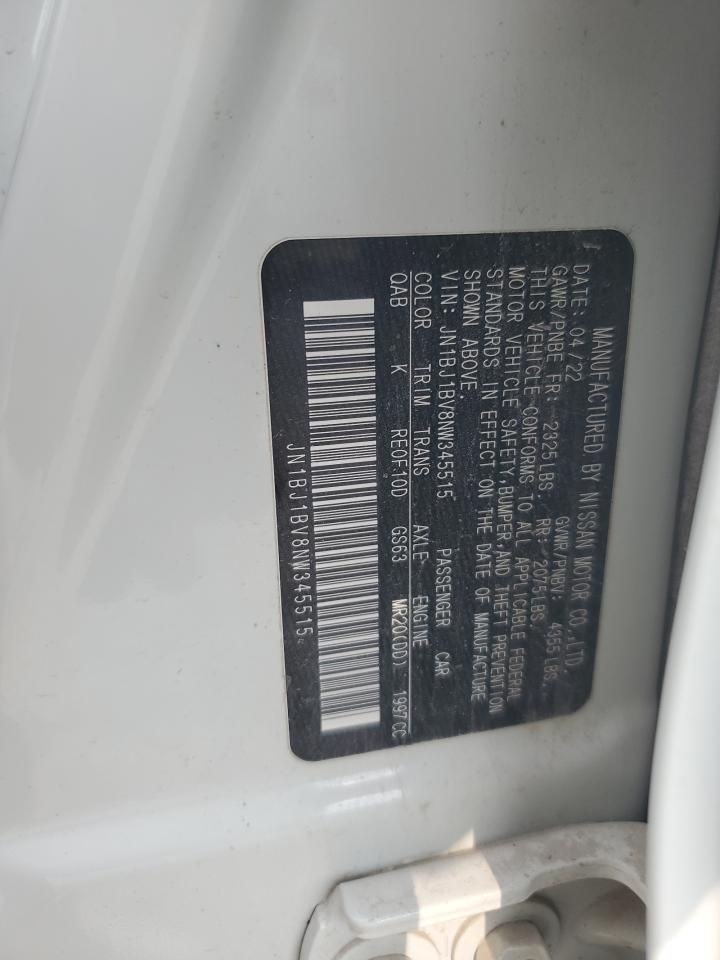 MANUFACTURED BY NISSAN MOTOR CO.,LTD.
DATE: 04/22 GVWR/PNBV: 4355 LBS.
GAWR/PNBE FR: 2325LBS. RR: 2075LBS.
THIS VEHICLE CONFORMS TO ALL APPLICABLE FEDERAL
MOTOR VEHICLE SAFETY, BUMPER, AND THEFT PREVENTION
STANDARDS IN EFFECT ON THE DATE OF MANUFACTURE
SHOWN ABOVE.
VIN: JN1BJ1BV8NW345515 PASSENGER CAR
COLOR TRIM TRANS AXLE ENGINE
QAB K RE0F10D GS63 MR20(DD) 1997CC
JN1BJ1BV8NW345515